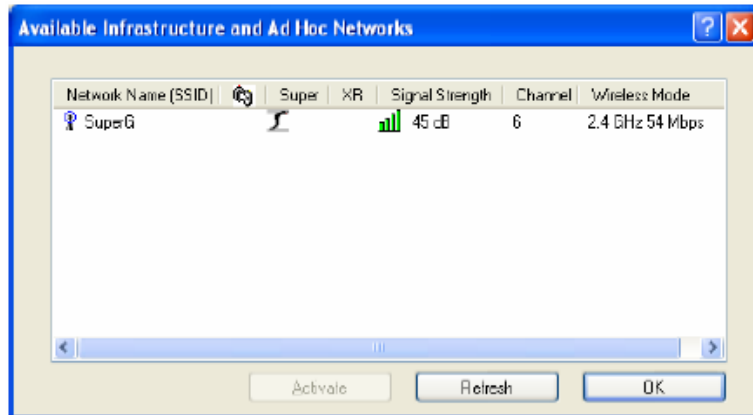 Available Infrastructure and Ad Hoc Networks
Network Name (SSID) Super XR Signal Strength Channel Wireless Mode
SuperG 45 dB 6 2.4 GHz 54 Mbps
Activate Refresh OK